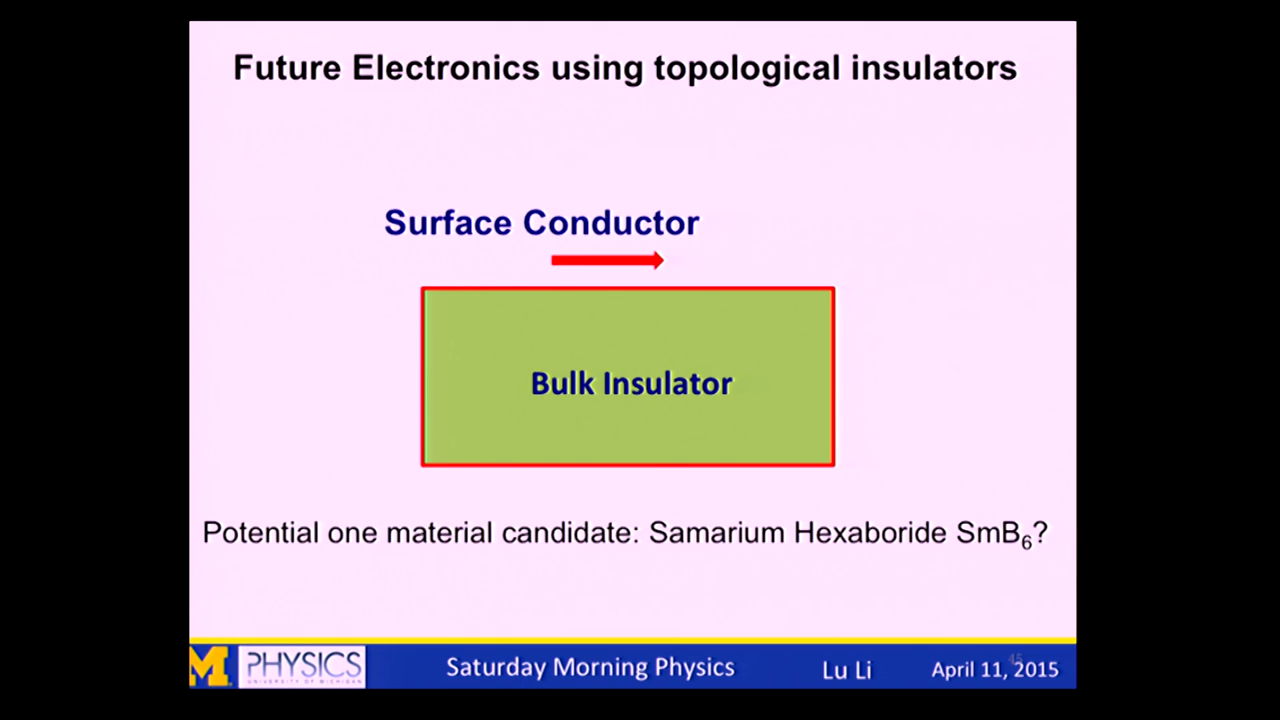 Future Electronics using topological insulators
Surface Conductor
Bulk Insulator
Potential one material candidate: Samarium Hexaboride SmB₆?
M PHYSICS Saturday Morning Physics Lu Li April 11, 2015
UNIVERSITY OF MICHIGAN
45